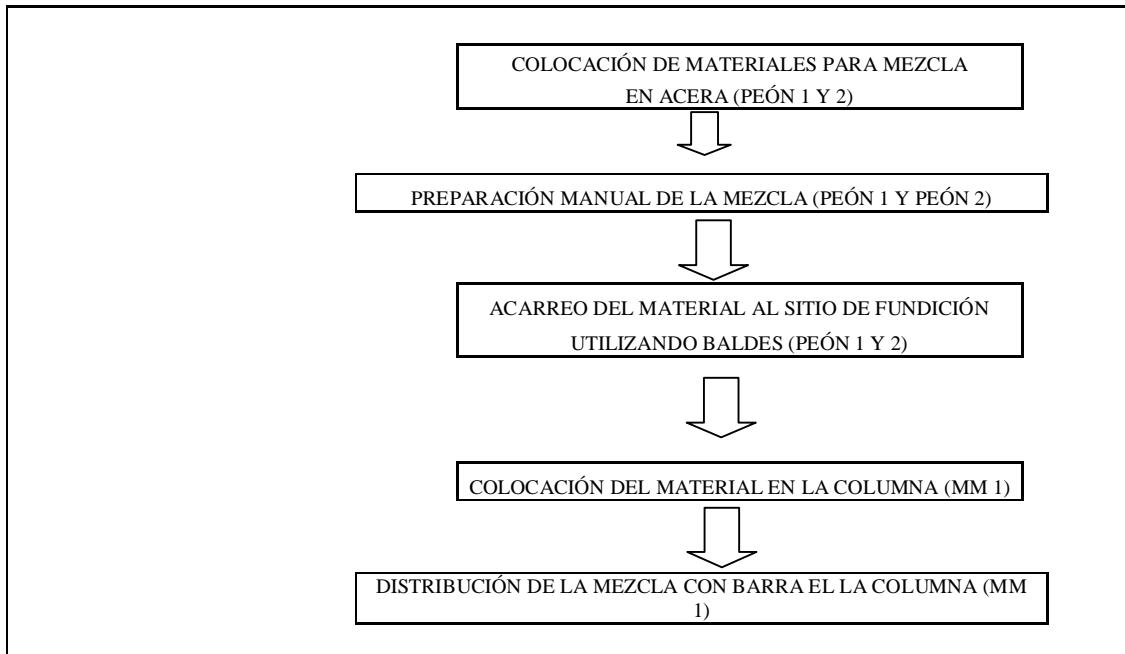 COLOCACIÓN DE MATERIALES PARA MEZCLA
EN ACERA (PEÓN 1 Y 2)
PREPARACIÓN MANUAL DE LA MEZCLA (PEÓN 1 Y PEÓN 2)
ACARREO DEL MATERIAL AL SITIO DE FUNDICIÓN
UTILIZANDO BALDES (PEÓN 1 Y 2)
COLOCACIÓN DEL MATERIAL EN LA COLUMNA (MM 1)
DISTRIBUCIÓN DE LA MEZCLA CON BARRA EL LA COLUMNA (MM
1)